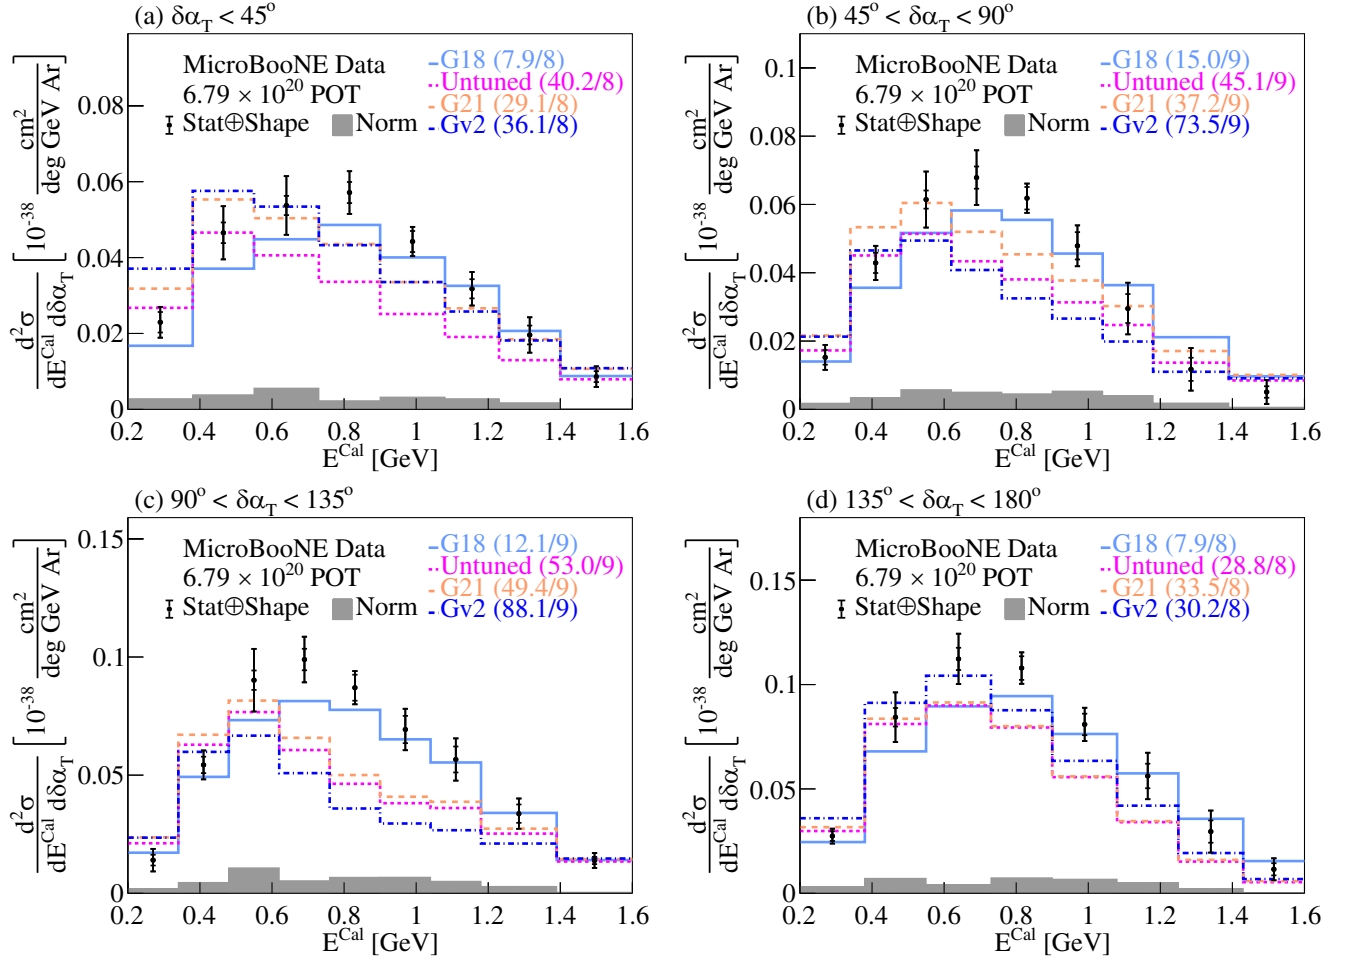 (a) δα_T < 45°
MicroBooNE Data
6.79 × 10^20 POT
Stat⊕Shape
Norm
G18 (7.9/8)
Untuned (40.2/8)
G21 (29.1/8)
Gv2 (36.1/8)
d²σ / dE^Cal dδα_T [10^-38 cm² / deg GeV Ar]
0.08
0.06
0.04
0.02
0
0.2 0.4 0.6 0.8 1 1.2 1.4 1.6
E^Cal [GeV]
(b) 45° < δα_T < 90°
MicroBooNE Data
6.79 × 10^20 POT
Stat⊕Shape
Norm
G18 (15.0/9)
Untuned (45.1/9)
G21 (37.2/9)
Gv2 (73.5/9)
d²σ / dE^Cal dδα_T [10^-38 cm² / deg GeV Ar]
0.1
0.08
0.06
0.04
0.02
0
0.2 0.4 0.6 0.8 1 1.2 1.4 1.6
E^Cal [GeV]
(c) 90° < δα_T < 135°
MicroBooNE Data
6.79 × 10^20 POT
Stat⊕Shape
Norm
G18 (12.1/9)
Untuned (53.0/9)
G21 (49.4/9)
Gv2 (88.1/9)
d²σ / dE^Cal dδα_T [10^-38 cm² / deg GeV Ar]
0.15
0.1
0.05
0
0.2 0.4 0.6 0.8 1 1.2 1.4 1.6
E^Cal [GeV]
(d) 135° < δα_T < 180°
MicroBooNE Data
6.79 × 10^20 POT
Stat⊕Shape
Norm
G18 (7.9/8)
Untuned (28.8/8)
G21 (33.5/8)
Gv2 (30.2/8)
d²σ / dE^Cal dδα_T [10^-38 cm² / deg GeV Ar]
0.15
0.1
0.05
0
0.2 0.4 0.6 0.8 1 1.2 1.4 1.6
E^Cal [GeV]